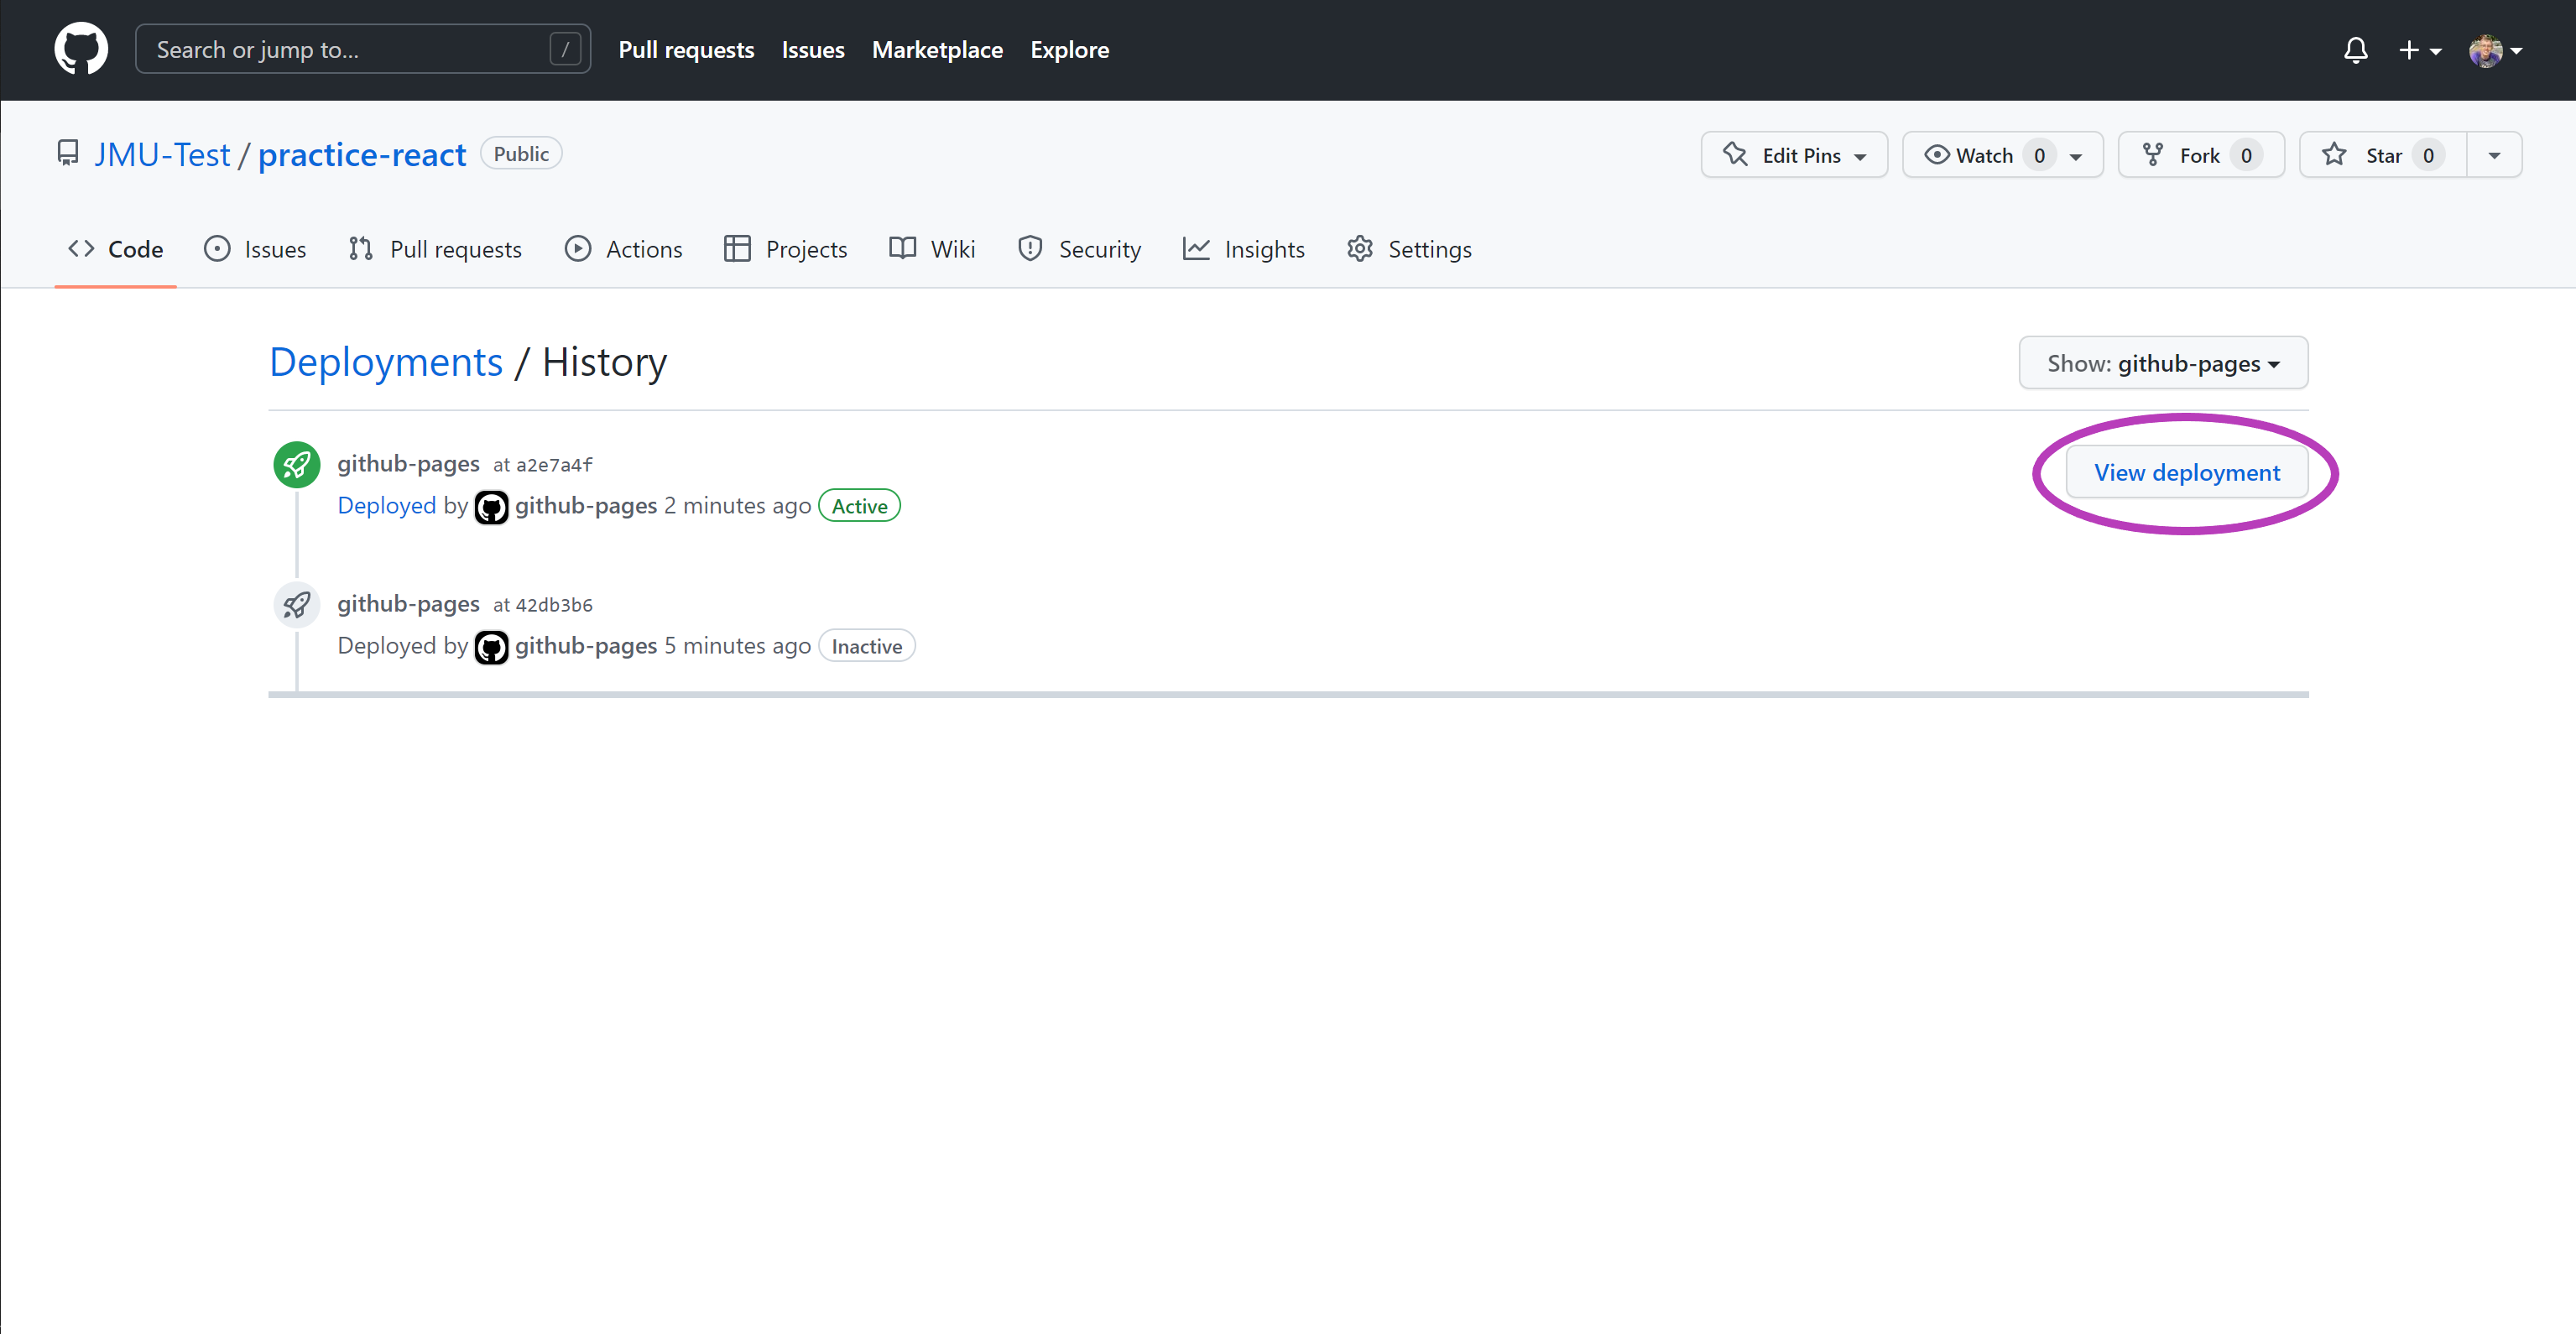 Search or jump to... / Pull requests Issues Marketplace Explore
JMU-Test / practice-react Public Edit Pins Watch 0 Fork 0 Star 0
Code Issues Pull requests Actions Projects Wiki Security Insights Settings
Deployments / History Show: github-pages
github-pages at a2e7a4f View deployment
Deployed by github-pages 2 minutes ago Active
github-pages at 42db3b6
Deployed by github-pages 5 minutes ago Inactive